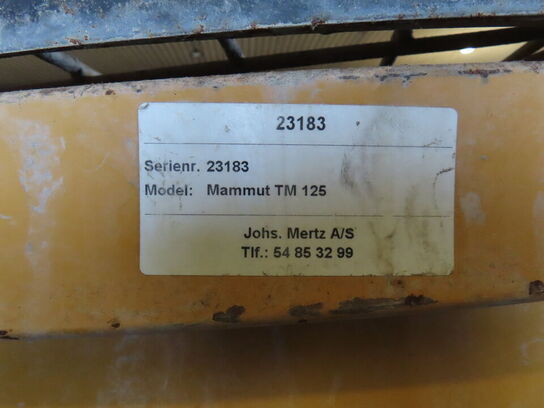 23183
Serienr. 23183
Model: Mammut TM 125
Johs. Mertz A/S
Tlf.: 54 85 32 99